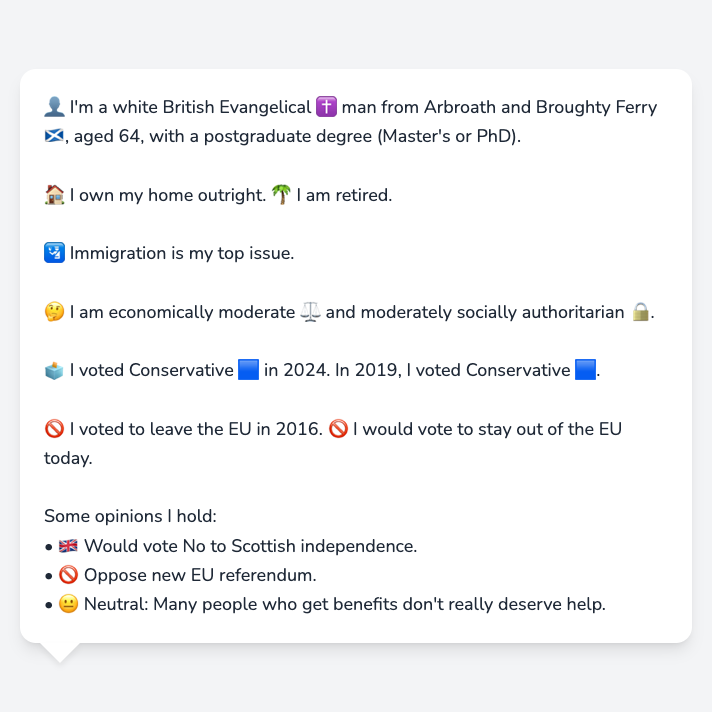 👤 I'm a white British Evangelical ✝️ man from Arbroath and Broughty Ferry
🏴󠁧󠁢󠁳󠁣󠁴󠁿, aged 64, with a postgraduate degree (Master's or PhD).
🏠 I own my home outright. 🌴 I am retired.
🛂 Immigration is my top issue.
🤔 I am economically moderate ⚖️ and moderately socially authoritarian 🔒.
🗳️ I voted Conservative 🟦 in 2024. In 2019, I voted Conservative 🟦.
🚫 I voted to leave the EU in 2016. 🚫 I would vote to stay out of the EU
today.
Some opinions I hold:
• 🇬🇧 Would vote No to Scottish independence.
• 🚫 Oppose new EU referendum.
• 😐 Neutral: Many people who get benefits don't really deserve help.